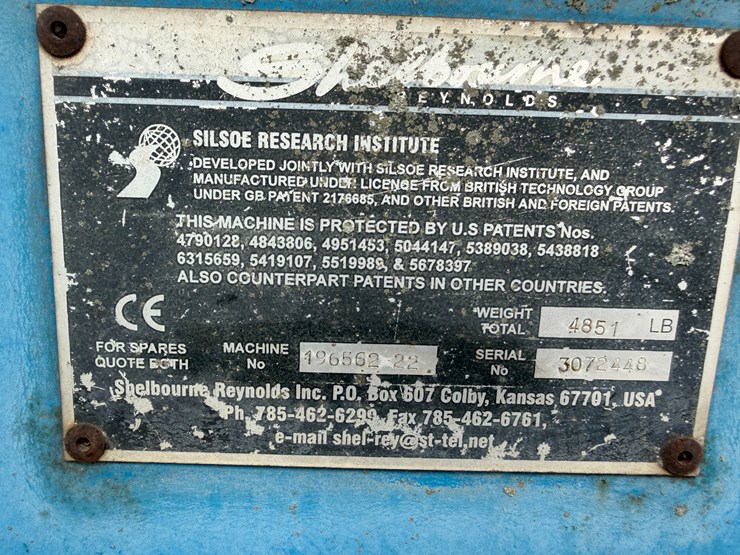 Shelbourne
REYNOLDS
SILSOE RESEARCH INSTITUTE
DEVELOPED JOINTLY WITH SILSOE RESEARCH INSTITUTE, AND
MANUFACTURED UNDER LICENCE FROM BRITISH TECHNOLOGY GROUP
UNDER GB PATENT 2176685, AND OTHER BRITISH AND FOREIGN PATENTS.
THIS MACHINE IS PROTECTED BY U.S PATENTS Nos.
4790128, 4843806, 4951453, 5044147, 5389038, 5438818
6315659, 5419107, 5519989, & 5678397
ALSO COUNTERPART PATENTS IN OTHER COUNTRIES.
CE
WEIGHT TOTAL 4851 LB
FOR SPARES QUOTE BOTH
MACHINE No 196562 22
SERIAL No 3072448
Shelbourne Reynolds Inc. P.O. Box 607 Colby, Kansas 67701, USA
Ph, 785-462-6299, Fax 785-462-6761,
e-mail shel-rey@st-tel.net